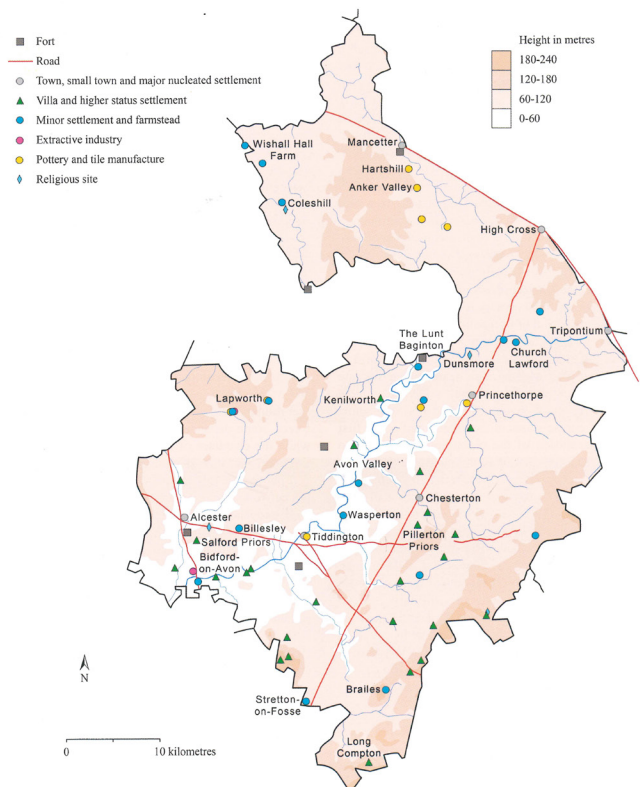 Fort
Road
Town, small town and major nucleated settlement
Villa and higher status settlement
Minor settlement and farmstead
Extractive industry
Pottery and tile manufacture
Religious site
Height in metres
180-240
120-180
60-120
0-60
Wishall Hall
Farm
Mancetter
Hartshill
Anker Valley
Coleshill
High Cross
The Lunt
Baginton
Tripontium
Church
Lawford
Dunsmore
Lapworth
Kenilworth
Princethorpe
Avon Valley
Chesterton
Alcester
Wasperton
Billesley
Salford Priors
Tiddington
Pillerton
Priors
Bidford-
on-Avon
N
Brailes
Stretton-
on-Fosse
Long
Compton
0
10 kilometres